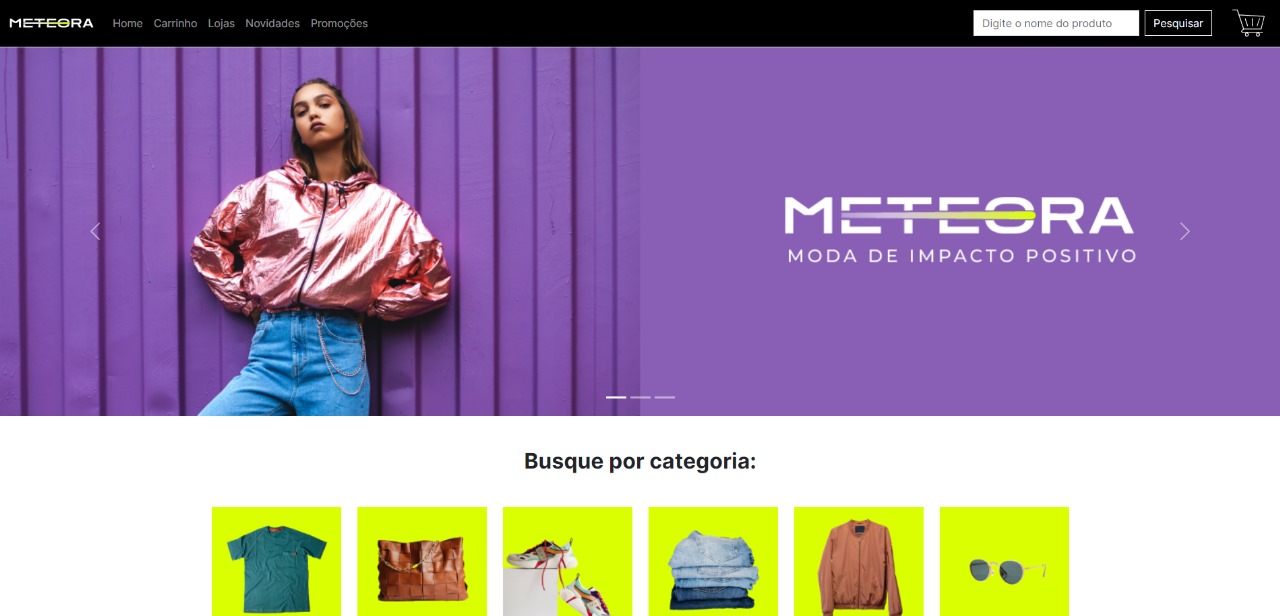 METEORA Home Carrinho Lojas Novidades Promoções Digite o nome do produto Pesquisar
METEORA
MODA DE IMPACTO POSITIVO
Busque por categoria: